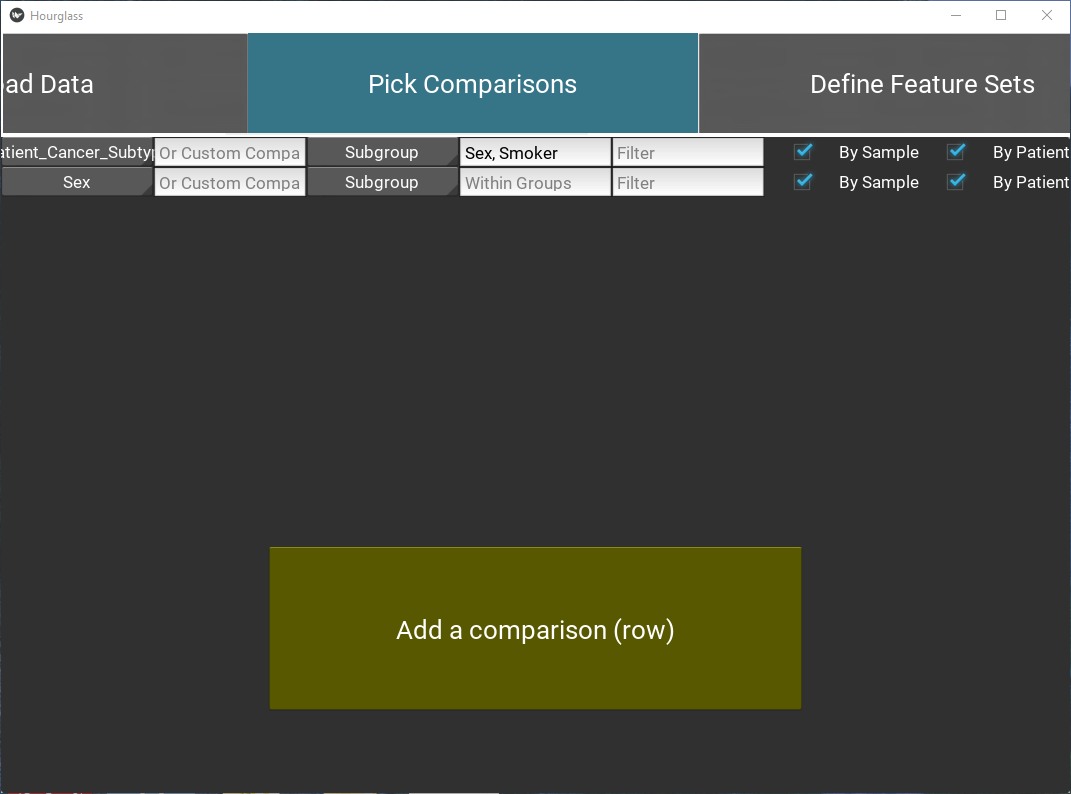 Hourglass
ad Data
Pick Comparisons
Define Feature Sets
atient_Cancer_Subtyp Or Custom Compa Subgroup Sex, Smoker Filter By Sample By Patient
Sex Or Custom Compa Subgroup Within Groups Filter By Sample By Patient
Add a comparison (row)